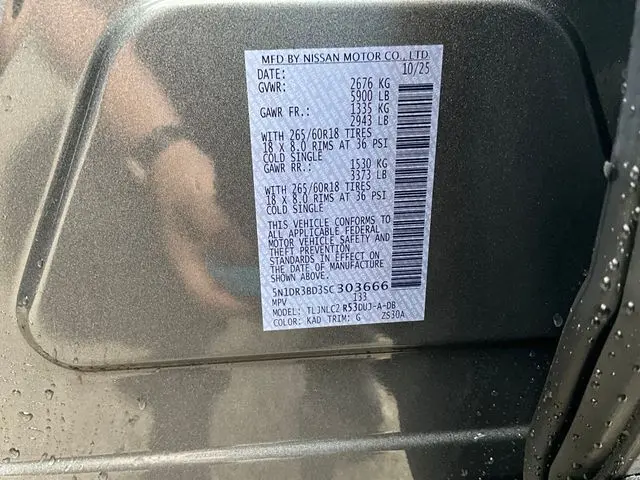 MFD BY NISSAN MOTOR CO., LTD.
DATE: 10/25
GVWR: 2676 KG
5900 LB
GAWR FR.: 1335 KG
2943 LB
WITH 265/60R18 TIRES
18 x 8.0 RIMS AT 36 PSI
COLD SINGLE
GAWR RR.: 1530 KG
3373 LB
WITH 265/60R18 TIRES
18 x 8.0 RIMS AT 36 PSI
COLD SINGLE
THIS VEHICLE CONFORMS TO
ALL APPLICABLE FEDERAL
MOTOR VEHICLE SAFETY AND
THEFT PREVENTION
STANDARDS IN EFFECT ON
DATE OF MANUFACTURE
SHOWN ABOVE.
5N1DR3BD3SC303666
MPV 133
MODEL: TLJNLC2 R53DUJ-A-DB
COLOR: KAD TRIM: G ZS30A